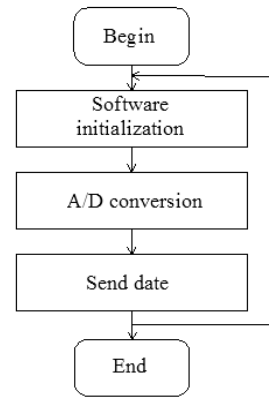 Begin
Software
initialization
A/D conversion
Send date
End